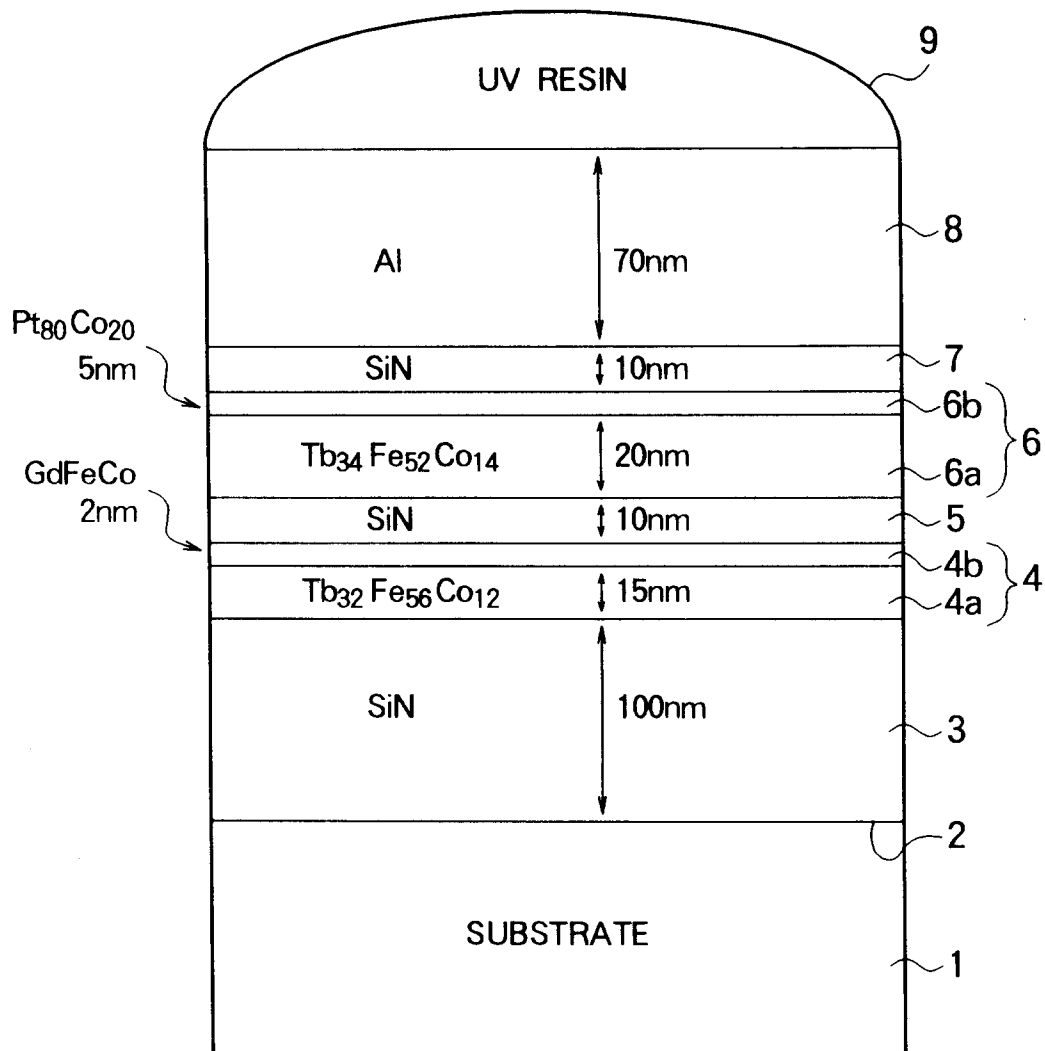 9
UV RESIN
8
Al
70nm
Pt80Co20
5nm
7
SiN
10nm
6b
6
Tb34Fe52Co14
20nm
6a
GdFeCo
2nm
SiN
10nm
5
4b
4
Tb32Fe56Co12
15nm
4a
SiN
100nm
3
2
SUBSTRATE
1